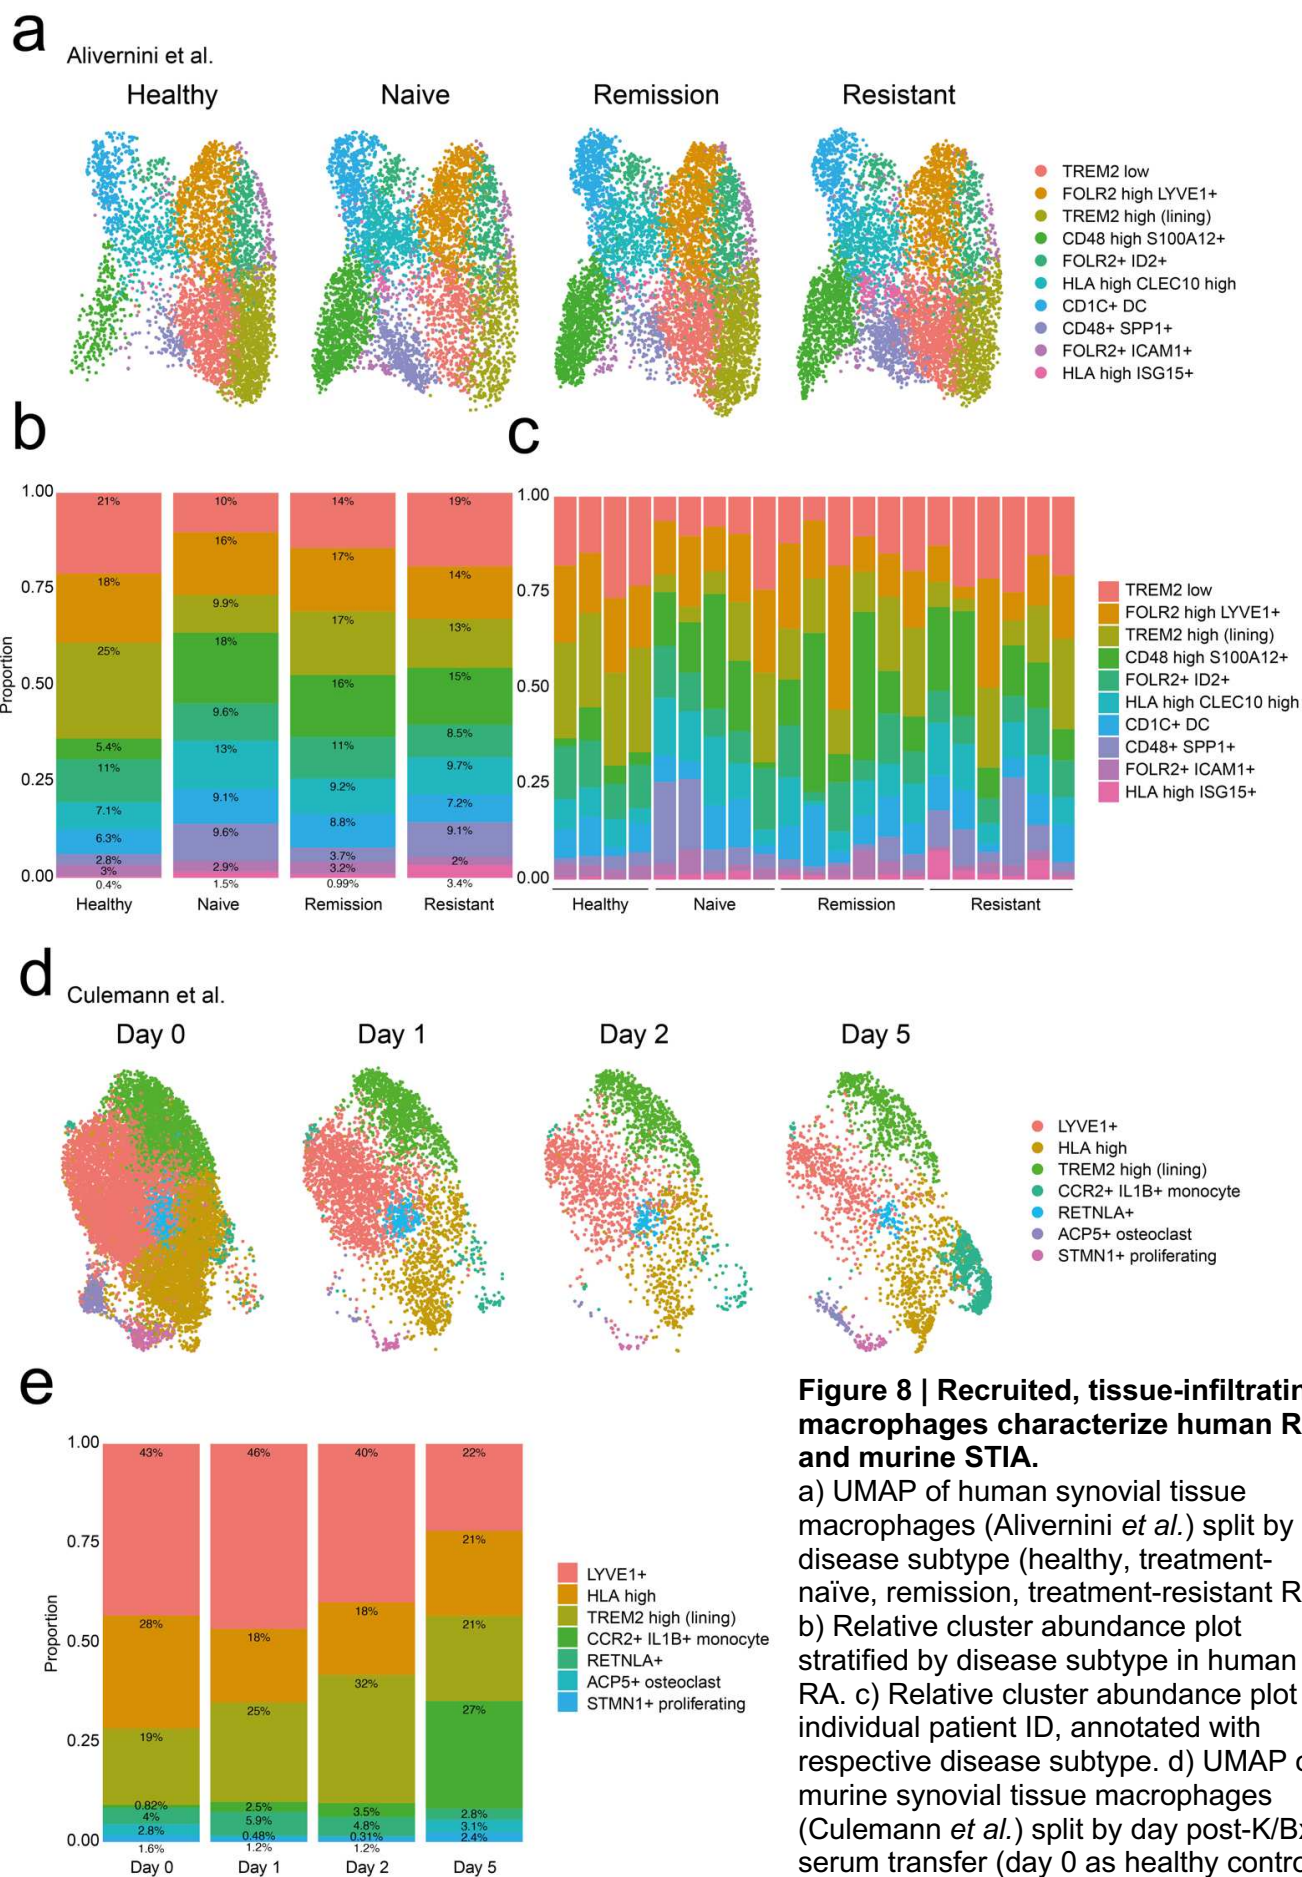 a
Alivernini et al.
Healthy
Naive
Remission
Resistant
TREM2 low
FOLR2 high LYVE1+
TREM2 high (lining)
CD48 high S100A12+
FOLR2+ ID2+
HLA high CLEC10 high
CD1C+ DC
CD48+ SPP1+
FOLR2+ ICAM1+
HLA high ISG15+
b
Proportion
1.00
0.75
0.50
0.25
0.00
21%
18%
25%
5.4%
11%
7.1%
6.3%
2.8%
3%
0.4%
Healthy
10%
16%
9.9%
18%
9.6%
13%
9.1%
9.6%
2.9%
1.5%
Naive
14%
17%
17%
16%
11%
9.2%
8.8%
3.7%
3.2%
0.99%
Remission
19%
14%
13%
15%
8.5%
9.7%
7.2%
9.1%
2%
3.4%
Resistant
c
1.00
0.75
0.50
0.25
0.00
Healthy
Naive
Remission
Resistant
TREM2 low
FOLR2 high LYVE1+
TREM2 high (lining)
CD48 high S100A12+
FOLR2+ ID2+
HLA high CLEC10 high
CD1C+ DC
CD48+ SPP1+
FOLR2+ ICAM1+
HLA high ISG15+
d
Culemann et al.
Day 0
Day 1
Day 2
Day 5
LYVE1+
HLA high
TREM2 high (lining)
CCR2+ IL1B+ monocyte
RETNLA+
ACP5+ osteoclast
STMN1+ proliferating
e
Proportion
1.00
0.75
0.50
0.25
0.00
43%
28%
19%
0.82%
4%
2.8%
1.6%
Day 0
46%
18%
25%
2.5%
5.9%
0.48%
1.2%
Day 1
40%
18%
32%
3.5%
4.8%
0.31%
1.2%
Day 2
22%
21%
21%
27%
2.8%
3.1%
2.4%
Day 5
LYVE1+
HLA high
TREM2 high (lining)
CCR2+ IL1B+ monocyte
RETNLA+
ACP5+ osteoclast
STMN1+ proliferating
Figure 8 | Recruited, tissue-infiltratin
macrophages characterize human R
and murine STIA.
a) UMAP of human synovial tissue
macrophages (Alivernini et al.) split by
disease subtype (healthy, treatment-
naïve, remission, treatment-resistant R
b) Relative cluster abundance plot
stratified by disease subtype in human
RA. c) Relative cluster abundance plot
individual patient ID, annotated with
respective disease subtype. d) UMAP
murine synovial tissue macrophages
(Culemann et al.) split by day post-K/Bx
serum transfer (day 0 as healthy contro